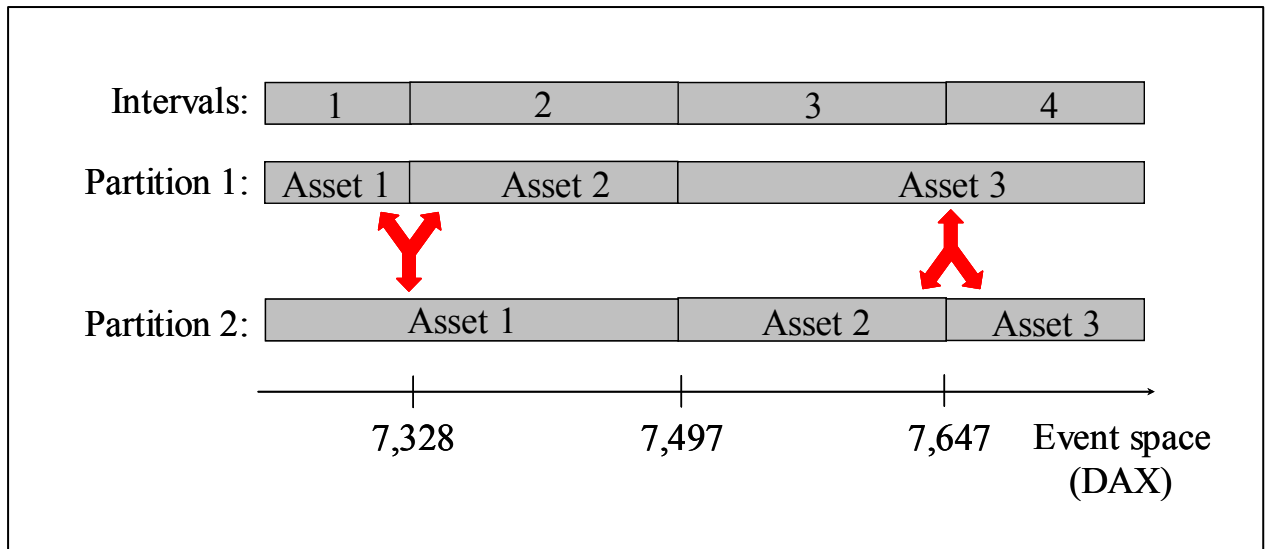 Intervals: 1 2 3 4
Partition 1: Asset 1 Asset 2 Asset 3
Partition 2: Asset 1 Asset 2 Asset 3
7,328 7,497 7,647 Event space
(DAX)